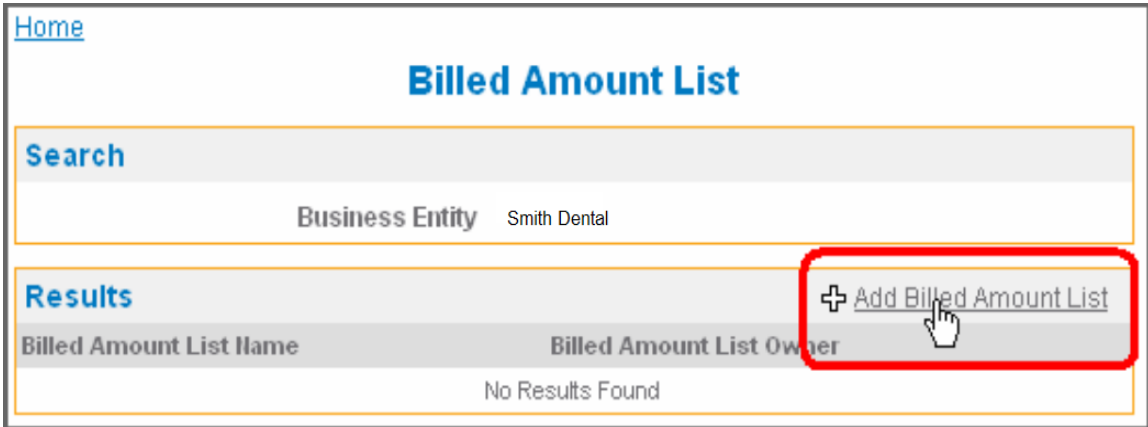 Home
Billed Amount List
Search
Business Entity Smith Dental
Results Add Billed Amount List
Billed Amount List Name Billed Amount List Owner
No Results Found